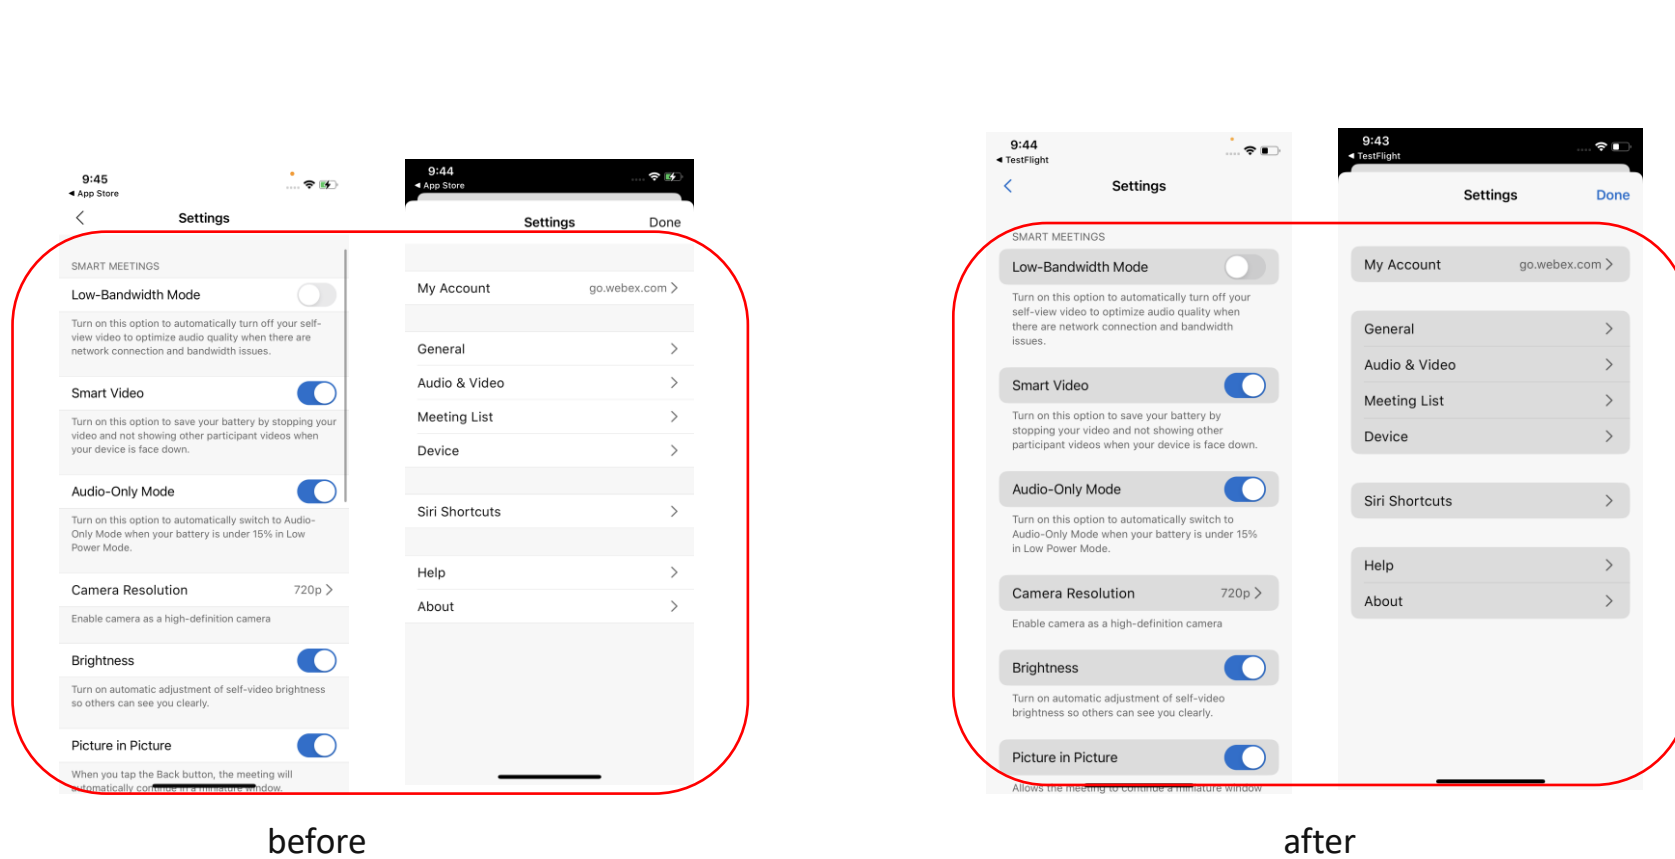 9:45
◄ App Store
Settings
SMART MEETINGS
Low-Bandwidth Mode
Turn on this option to automatically turn off your self-
view video to optimize audio quality when there are
network connection and bandwidth issues.
Smart Video
Turn on this option to save your battery by stopping your
video and not showing other participant videos when
your device is face down.
Audio-Only Mode
Turn on this option to automatically switch to Audio-
Only Mode when your battery is under 15% in Low
Power Mode.
Camera Resolution 720p
Enable camera as a high-definition camera
Brightness
Turn on automatic adjustment of self-video brightness
so others can see you clearly.
Picture in Picture
When you tap the Back button, the meeting will
automatically continue in a miniature window.
9:44
◄ App Store
Settings Done
My Account go.webex.com
General
Audio & Video
Meeting List
Device
Siri Shortcuts
Help
About
before
9:44
◄ TestFlight
Settings
SMART MEETINGS
Low-Bandwidth Mode
Turn on this option to automatically turn off your
self-view video to optimize audio quality when
there are network connection and bandwidth
issues.
Smart Video
Turn on this option to save your battery by
stopping your video and not showing other
participant videos when your device is face down.
Audio-Only Mode
Turn on this option to automatically switch to
Audio-Only Mode when your battery is under 15%
in Low Power Mode.
Camera Resolution 720p
Enable camera as a high-definition camera
Brightness
Turn on automatic adjustment of self-video
brightness so others can see you clearly.
Picture in Picture
Allows the meeting to continue a miniature window
9:43
◄ TestFlight
Settings Done
My Account go.webex.com
General
Audio & Video
Meeting List
Device
Siri Shortcuts
Help
About
after